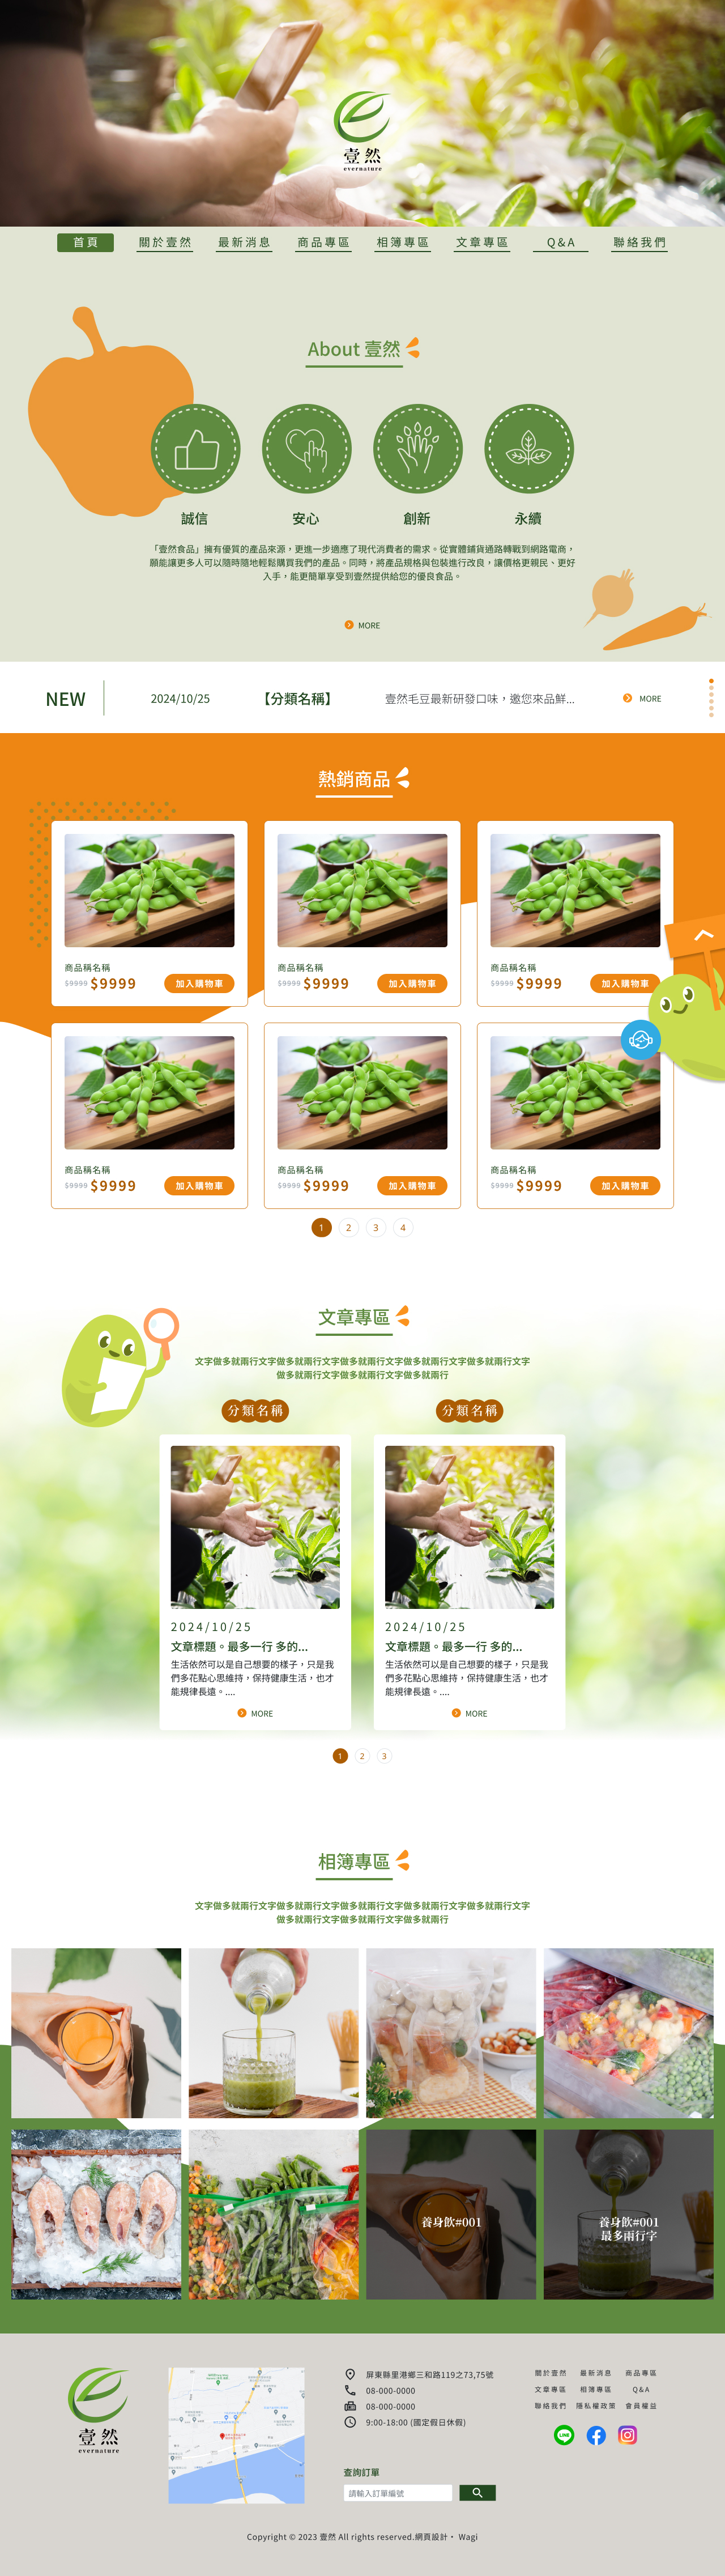 壹然
evernature
首頁
關於壹然
最新消息
商品專區
相簿專區
文章專區
Q&A
聯絡我們
About 壹然
誠信
安心
創新
永續
「壹然食品」擁有優質的產品來源，更進一步適應了現代消費者的需求。從實體鋪貨通路轉戰到網路電商，
願能讓更多人可以隨時隨地輕鬆購買我們的產品。同時，將產品規格與包裝進行改良，讓價格更親民、更好
入手，能更簡單享受到壹然提供給您的優良食品。
MORE
NEW
2024/10/25
【分類名稱】
壹然毛豆最新研發口味，邀您來品鮮...
MORE
熱銷商品
商品稱名稱
$9999 $9999
加入購物車
商品稱名稱
$9999 $9999
加入購物車
商品稱名稱
$9999 $9999
加入購物車
商品稱名稱
$9999 $9999
加入購物車
商品稱名稱
$9999 $9999
加入購物車
商品稱名稱
$9999 $9999
加入購物車
1 2 3 4
文章專區
文字做多就兩行文字做多就兩行文字做多就兩行文字做多就兩行文字做多就兩行文字
做多就兩行文字做多就兩行文字做多就兩行
分類名稱
2024/10/25
文章標題。最多一行 多的...
生活依然可以是自己想要的樣子，只是我
們多花點心思維持，保持健康生活，也才
能規律長遠。....
MORE
分類名稱
2024/10/25
文章標題。最多一行 多的...
生活依然可以是自己想要的樣子，只是我
們多花點心思維持，保持健康生活，也才
能規律長遠。....
MORE
1 2 3
相簿專區
文字做多就兩行文字做多就兩行文字做多就兩行文字做多就兩行文字做多就兩行文字
做多就兩行文字做多就兩行文字做多就兩行
養身飲#001
養身飲#001
最多兩行字
壹然
evernature
屏東縣里港鄉三和路119之73,75號
08-000-0000
08-000-0000
9:00-18:00 (國定假日休假)
查詢訂單
請輸入訂單編號
關於壹然 最新消息 商品專區
文章專區 相簿專區 Q&A
聯絡我們 隱私權政策 會員權益
LINE
Copyright © 2023 壹然 All rights reserved.網頁設計・ Wagi